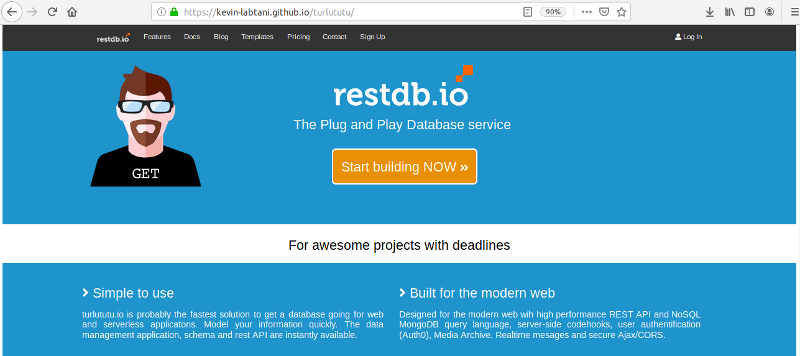 https://kevin-labtani.github.io/turlututu/
90%
restdb.io Features Docs Blog Templates Pricing Contact Sign Up Log In
restdb.io
The Plug and Play Database service
GET
Start building NOW »
For awesome projects with deadlines
Simple to use
turlututu.io is probably the fastest solution to get a database going for web
and serverless applicatons. Model your information quickly. The data
management application, schema and rest API are instantly available.
Built for the modern web
Designed for the modern web wih high performance REST API and NoSQL
MongoDB query language, server-side codehooks, user authentification
(Auth0), Media Archive, Realtime mesages and secure Ajax/CORS.